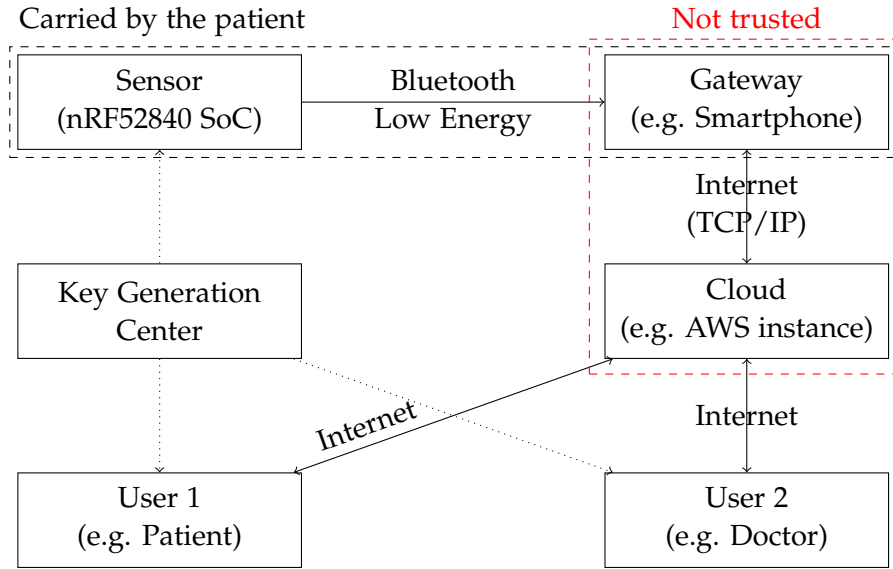 Carried by the patient
Not trusted
Sensor
(nRF52840 SoC)
Bluetooth
Low Energy
Gateway
(e.g. Smartphone)
Internet
(TCP/IP)
Key Generation
Center
Cloud
(e.g. AWS instance)
Internet
Internet
User 1
(e.g. Patient)
User 2
(e.g. Doctor)